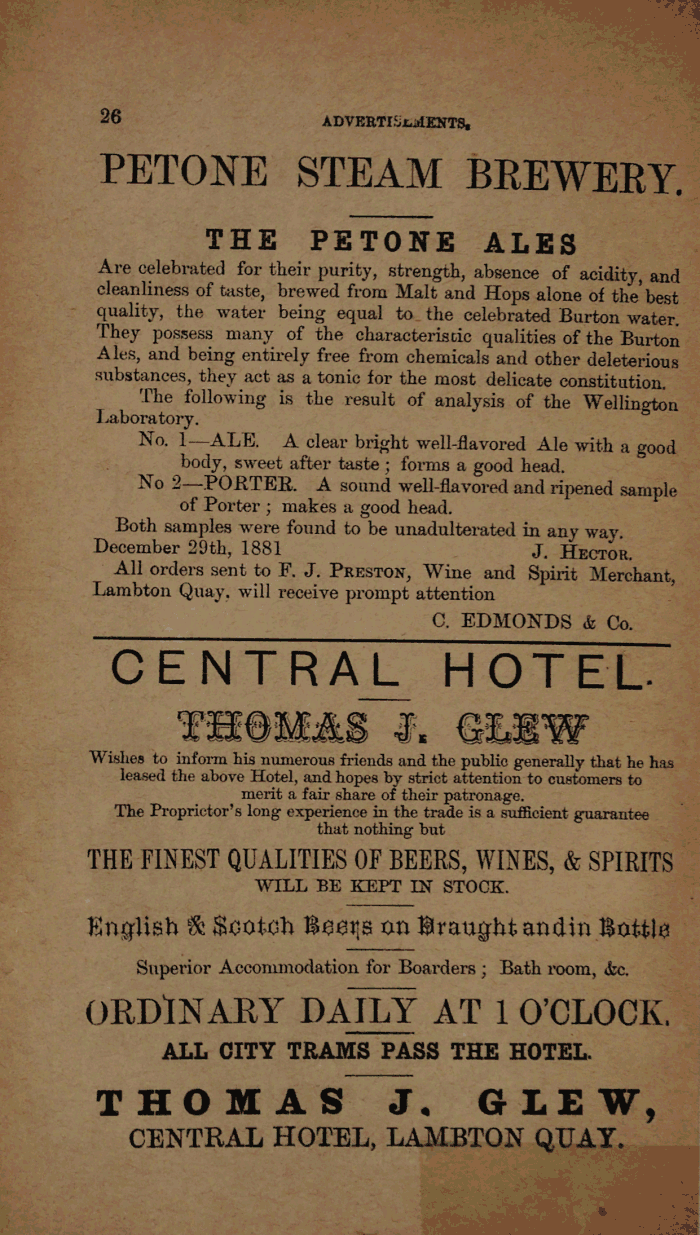 26
ADVERTISEMENTS.
PETONE STEAM BREWERY.
THE PETONE ALES
Are celebrated for their purity, strength, absence of acidity, and
cleanliness of taste, brewed from Malt and Hops alone of the best
quality, the water being equal to the celebrated Burton water.
They possess many of the characteristic qualities of the Burton
Ales, and being entirely free from chemicals and other deleterious
substances, they act as a tonic for the most delicate constitution.
The following is the result of analysis of the Wellington
Laboratory.
No. 1—ALE. A clear bright well-flavored Ale with a good
body, sweet after taste ; forms a good head.
No 2—PORTER. A sound well-flavored and ripened sample
of Porter ; makes a good head.
Both samples were found to be unadulterated in any way.
December 29th, 1881 J. HECTOR.
All orders sent to F. J. PRESTON, Wine and Spirit Merchant,
Lambton Quay. will receive prompt attention
C. EDMONDS & Co.
CENTRAL HOTEL.
THOMAS J. GLEW
Wishes to inform his numerous friends and the public generally that he has
leased the above Hotel, and hopes by strict attention to customers to
merit a fair share of their patronage.
The Proprictor's long experience in the trade is a sufficient guarantee
that nothing but
THE FINEST QUALITIES OF BEERS, WINES, & SPIRITS
WILL BE KEPT IN STOCK.
English & Scotch Beers on Draught and in Bottle
Superior Accommodation for Boarders ; Bath room, &c.
ORDINARY DAILY AT 1 O'CLOCK.
ALL CITY TRAMS PASS THE HOTEL.
THOMAS J. GLEW,
CENTRAL HOTEL, LAMBTON QUAY.